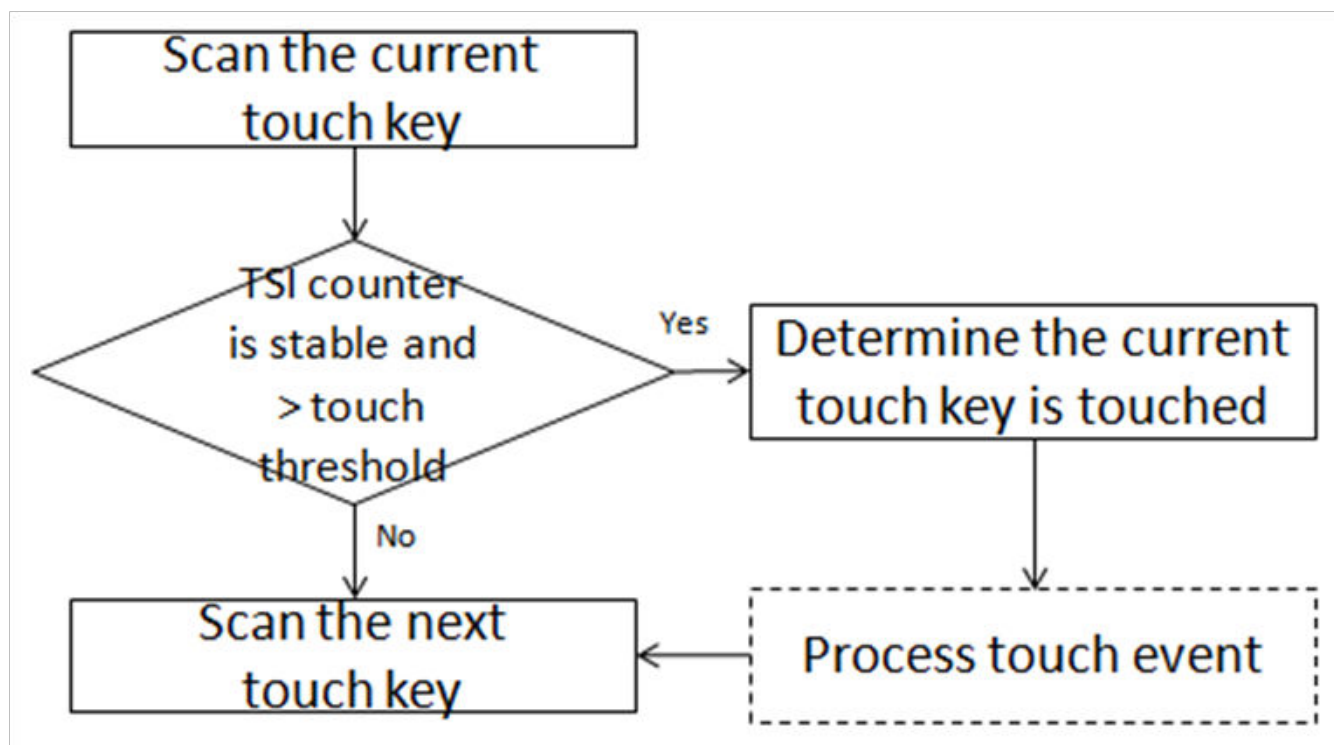 Scan the current
touch key
TSI counter
is stable and
> touch
threshold
Yes
Determine the current
touch key is touched
No
Scan the next
touch key
Process touch event